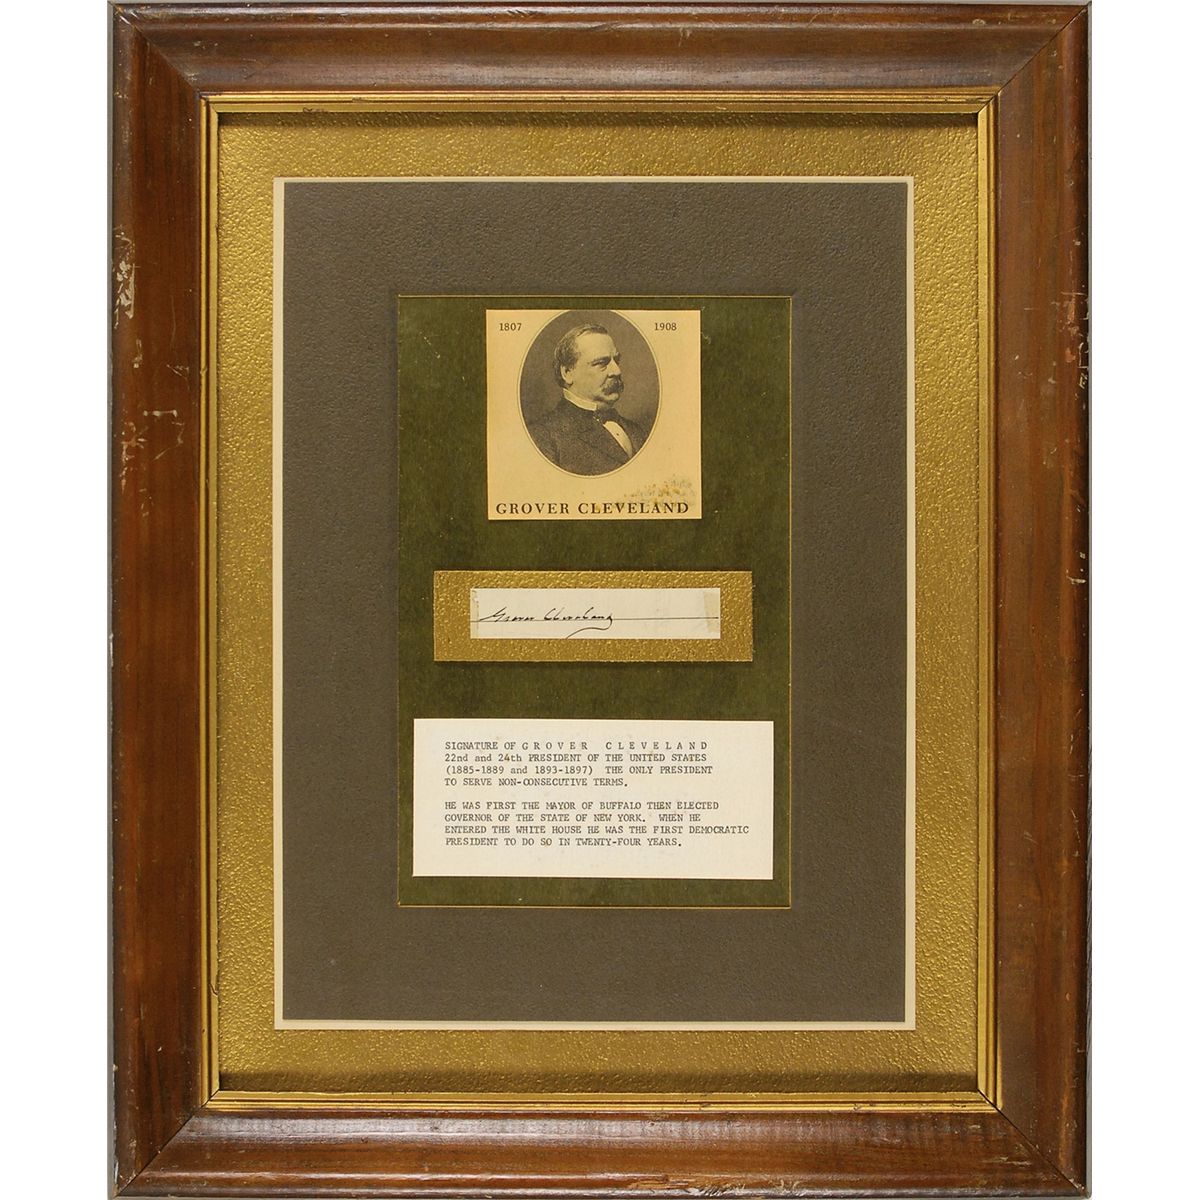 1807 1908
GROVER CLEVELAND
Grover Cleveland
SIGNATURE OF G R O V E R   C L E V E L A N D
22nd and 24th PRESIDENT OF THE UNITED STATES
(1885-1889 and 1893-1897)  THE ONLY PRESIDENT
TO SERVE NON-CONSECUTIVE TERMS.
HE WAS FIRST THE MAYOR OF BUFFALO THEN ELECTED
GOVERNOR OF THE STATE OF NEW YORK.  WHEN HE
ENTERED THE WHITE HOUSE HE WAS THE FIRST DEMOCRATIC
PRESIDENT TO DO SO IN TWENTY-FOUR YEARS.